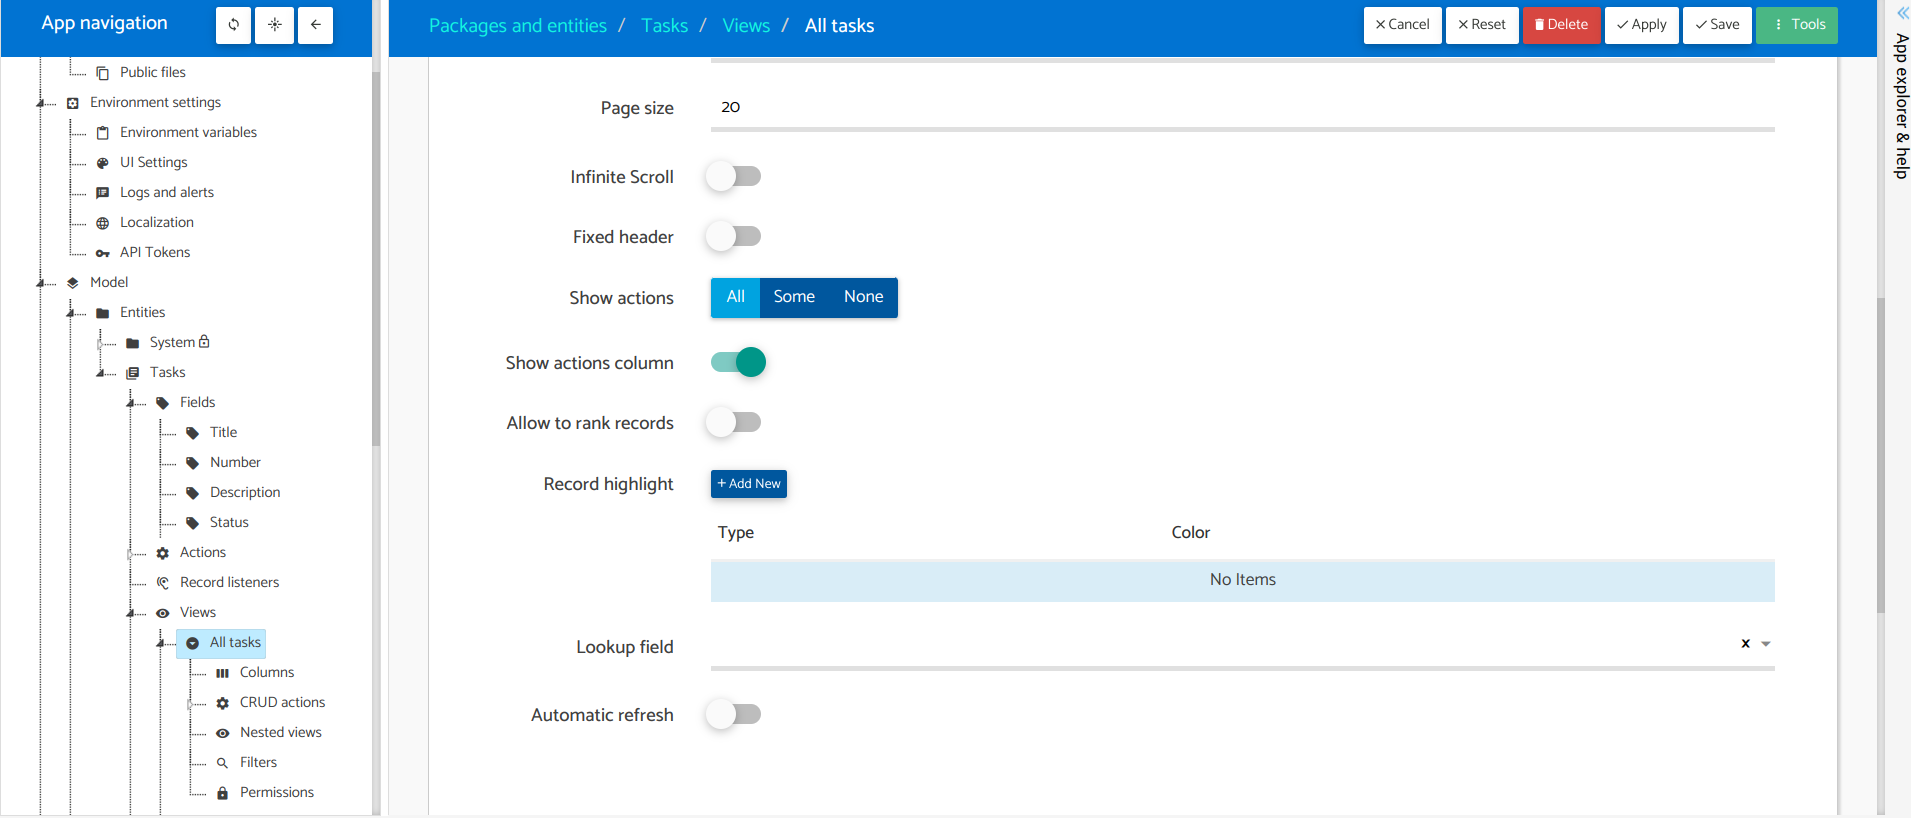 App navigation
Packages and entities / Tasks / Views / All tasks
Cancel
Reset
Delete
Apply
Save
Tools
App explorer & help
Public files
Environment settings
Environment variables
UI Settings
Logs and alerts
Localization
API Tokens
Model
Entities
System
Tasks
Fields
Title
Number
Description
Status
Actions
Record listeners
Views
All tasks
Columns
CRUD actions
Nested views
Filters
Permissions
Page size 20
Infinite Scroll
Fixed header
Show actions All Some None
Show actions column
Allow to rank records
Record highlight + Add New
Type Color
No Items
Lookup field x
Automatic refresh